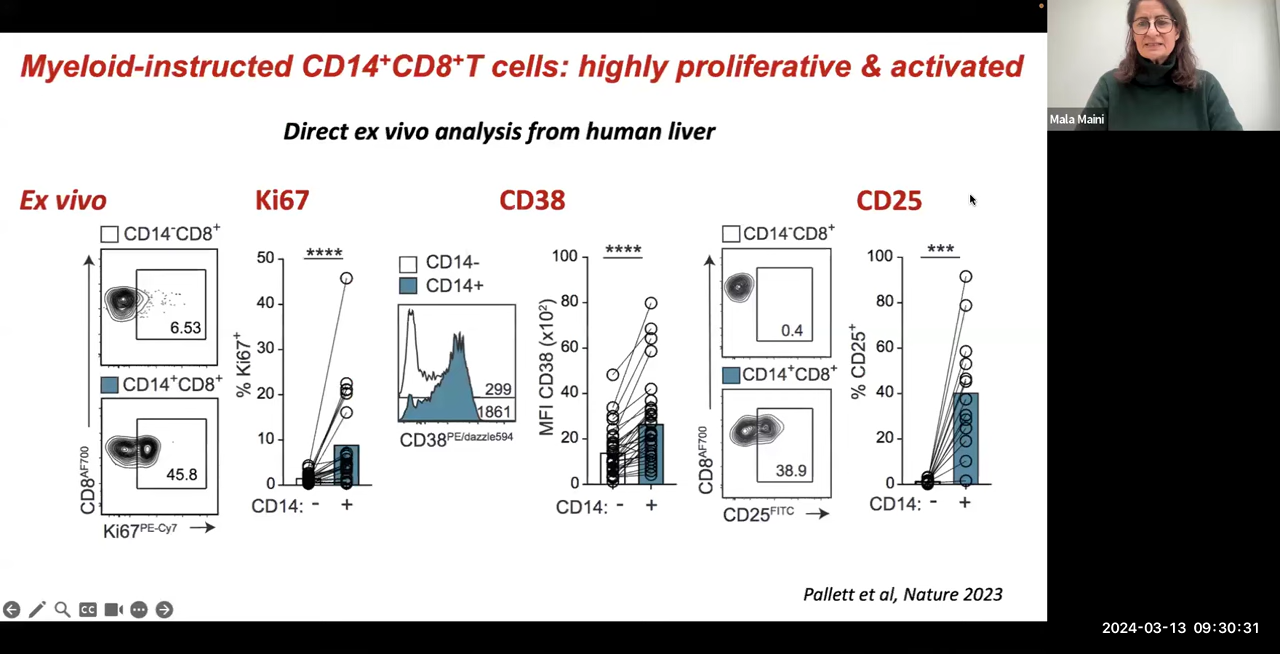 Myeloid-instructed CD14⁺CD8⁺T cells: highly proliferative & activated
Mala Maini
Direct ex vivo analysis from human liver
Ex vivo
Ki67
CD38
CD25
CD14⁻CD8⁺
6.53
CD14⁺CD8⁺
45.8
CD8ᴬF700
Ki67PE-Cy7
****
50
40
30
20
10
0
% Ki67⁺
CD14: - +
CD14-
CD14+
299
1861
CD38PE/dazzle594
****
100
80
60
40
20
0
MFI CD38 (x10²)
CD14: - +
CD14⁻CD8⁺
0.4
CD14⁺CD8⁺
38.9
CD8AF700
CD25FITC
***
100
80
60
40
20
0
% CD25⁺
CD14: - +
Pallett et al, Nature 2023
CC
2024-03-13 09:30:31